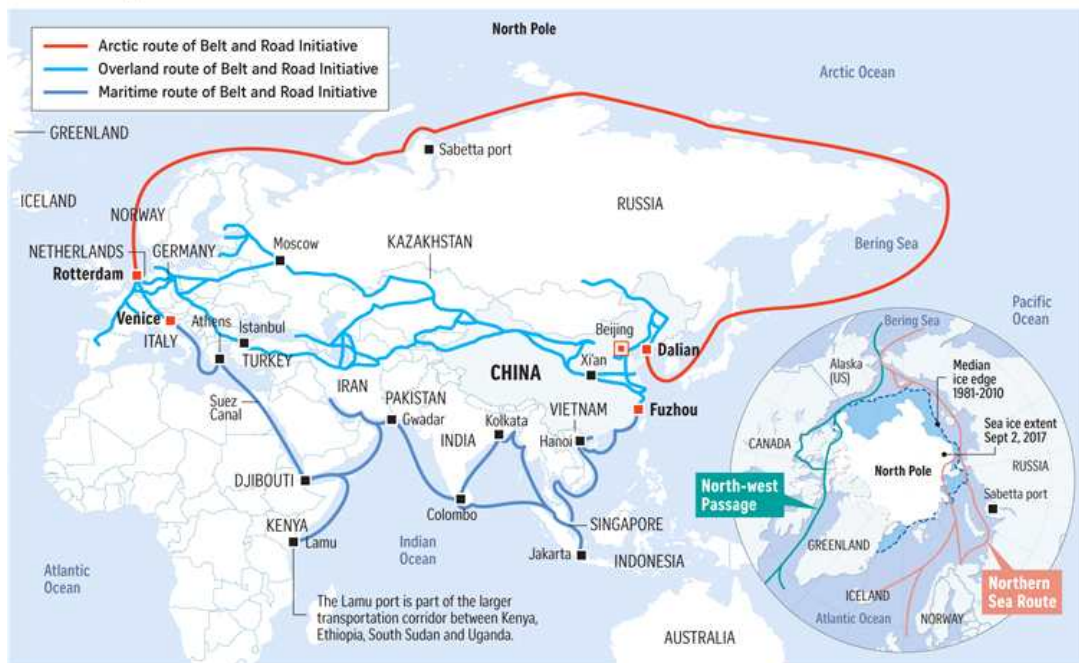 North Pole
Arctic route of Belt and Road Initiative
Overland route of Belt and Road Initiative
Maritime route of Belt and Road Initiative
Arctic Ocean
GREENLAND
Sabetta port
ICELAND
NORWAY
RUSSIA
NETHERLANDS
GERMANY
Moscow
KAZAKHSTAN
Bering Sea
Rotterdam
Pacific
Ocean
Venice
ITALY
Athens
Istanbul
TURKEY
Beijing
Dalian
Xi'an
CHINA
IRAN
PAKISTAN
Gwadar
Suez
Canal
INDIA
Kolkata
VIETNAM
Hanoi
Fuzhou
DJIBOUTI
Colombo
KENYA
Lamu
SINGAPORE
Jakarta
INDONESIA
Indian
Ocean
Atlantic
Ocean
The Lamu port is part of the larger
transportation corridor between Kenya,
Ethiopia, South Sudan and Uganda.
AUSTRALIA
Bering Sea
Alaska
(US)
Median
ice edge
1981-2010
Sea ice extent
Sept 2, 2017
CANADA
North Pole
RUSSIA
North-west
Passage
Sabetta port
GREENLAND
Northern
Sea Route
ICELAND
Atlantic Ocean
NORWAY